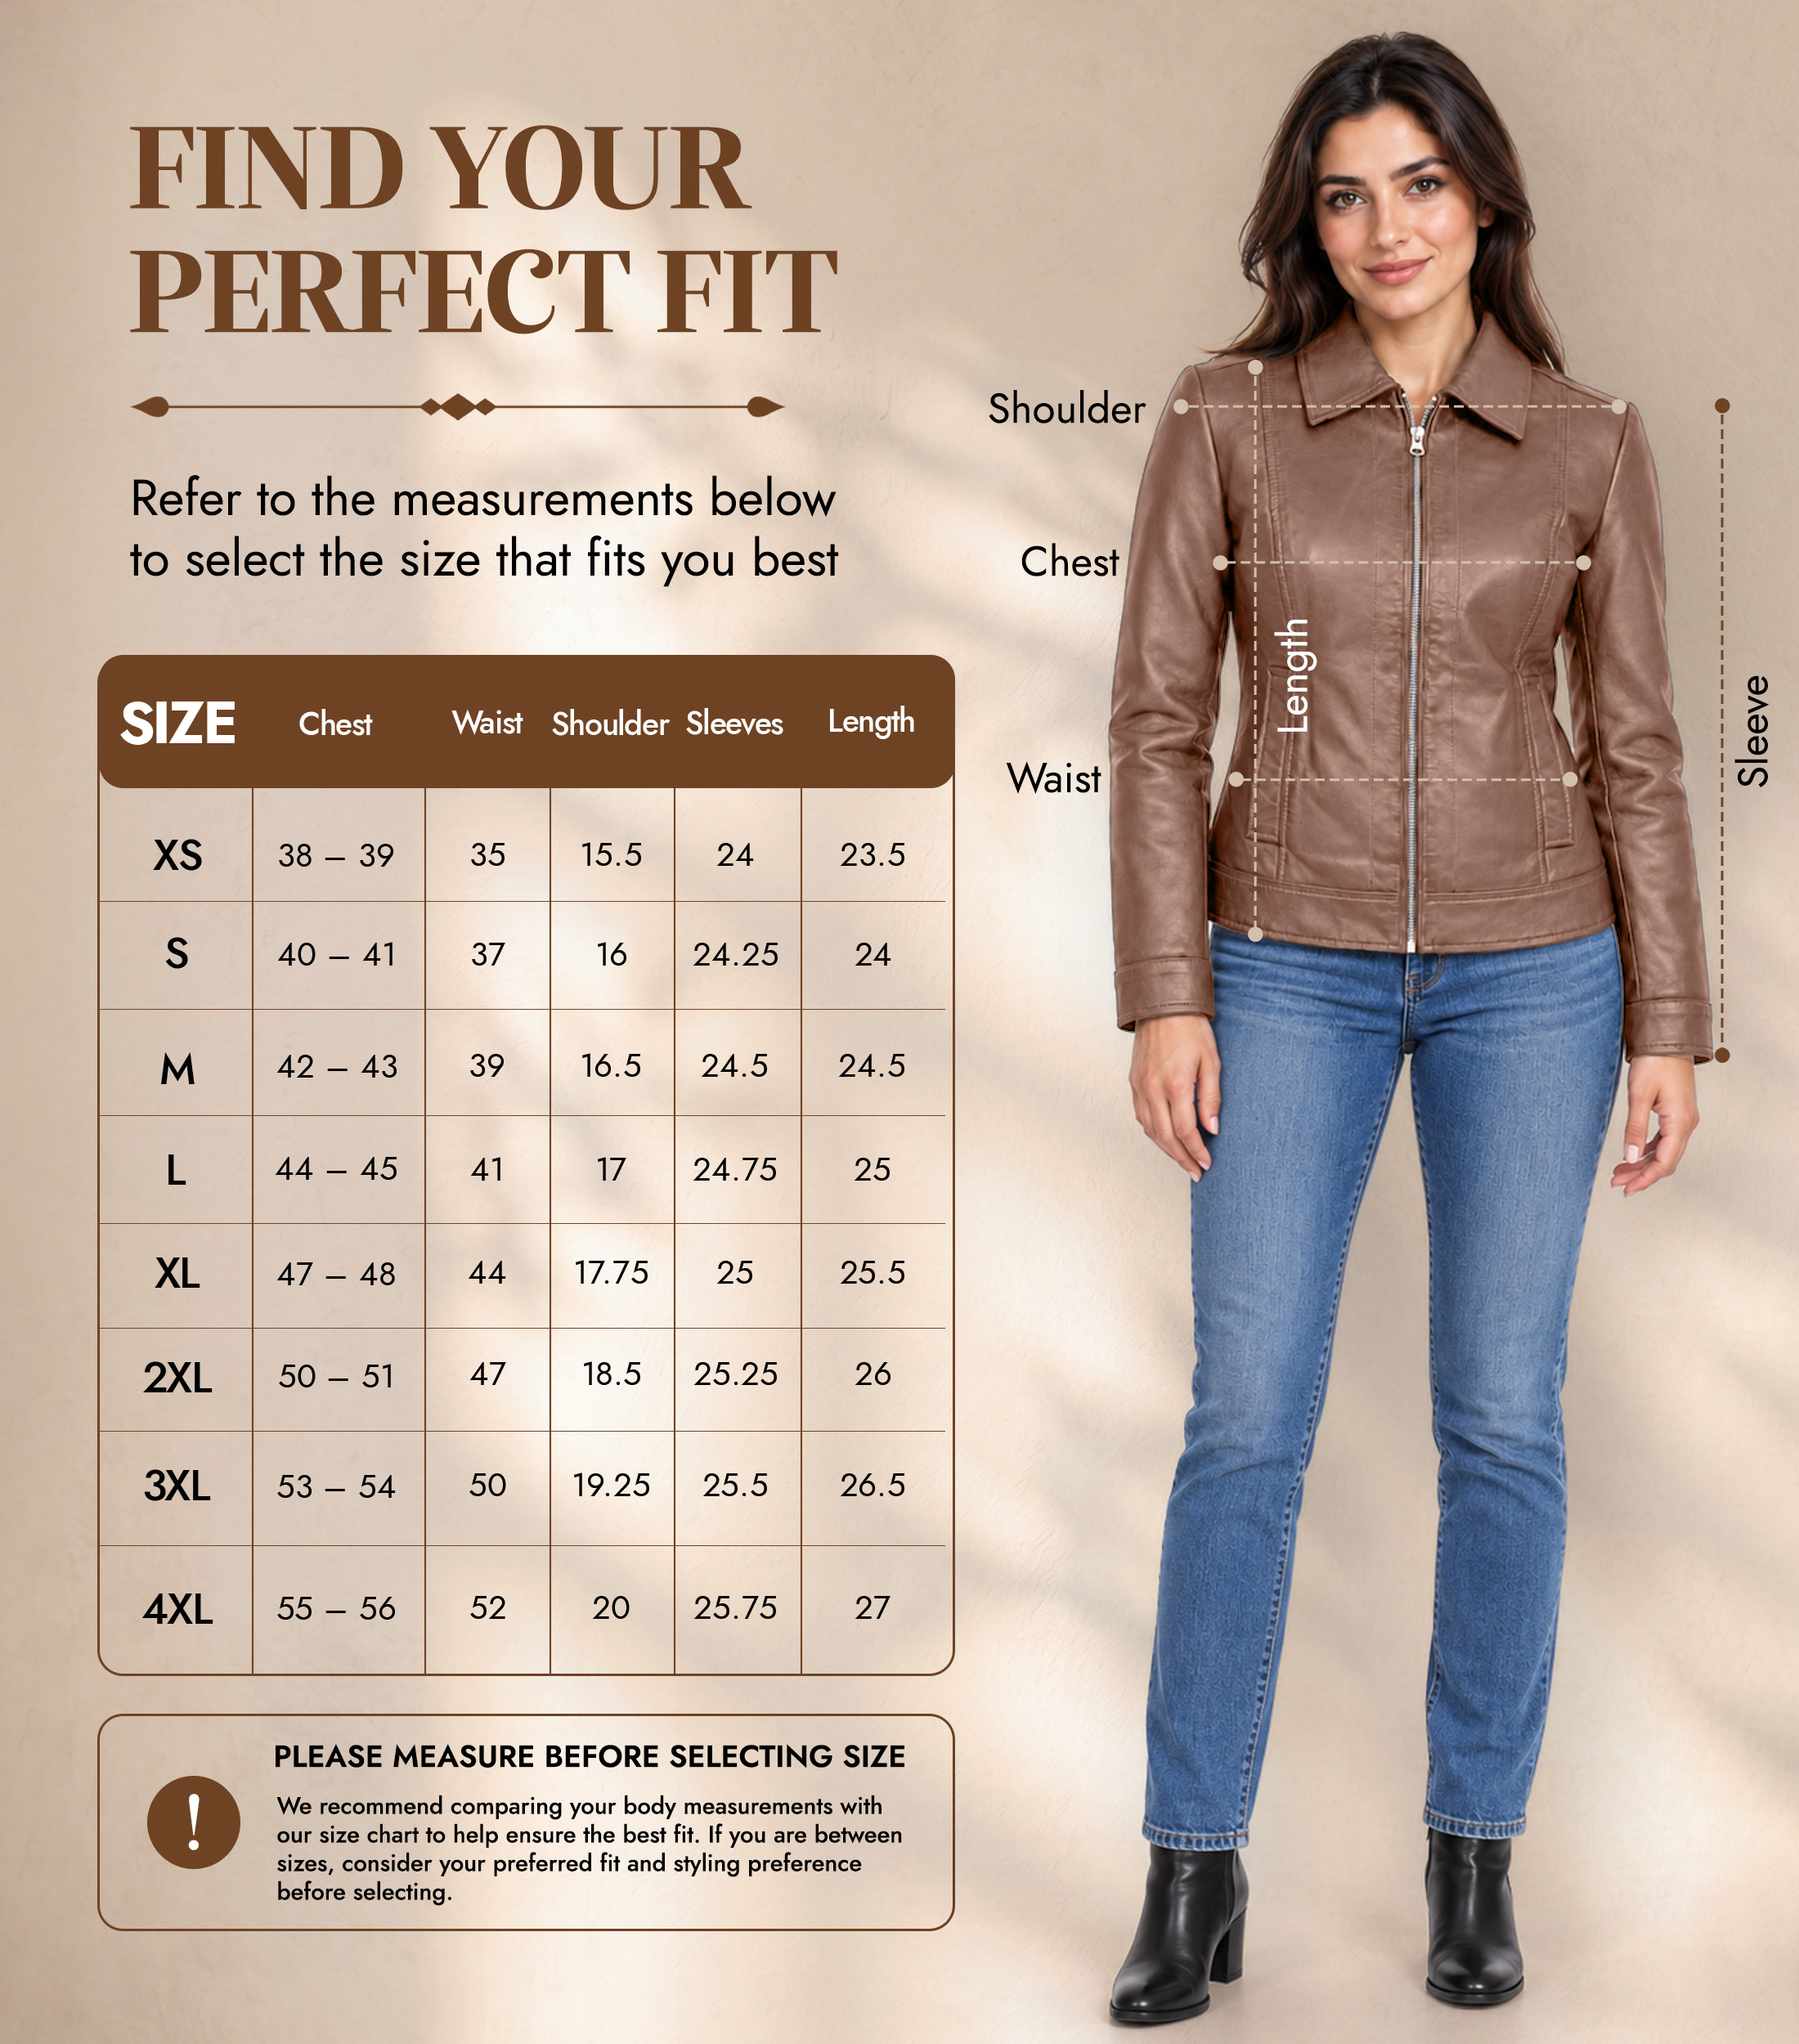 FIND YOUR
PERFECT FIT
Refer to the measurements below
to select the size that fits you best
SIZE Chest Waist Shoulder Sleeves Length
XS 38 – 39 35 15.5 24 23.5
S 40 – 41 37 16 24.25 24
M 42 – 43 39 16.5 24.5 24.5
L 44 – 45 41 17 24.75 25
XL 47 – 48 44 17.75 25 25.5
2XL 50 – 51 47 18.5 25.25 26
3XL 53 – 54 50 19.25 25.5 26.5
4XL 55 – 56 52 20 25.75 27
!
PLEASE MEASURE BEFORE SELECTING SIZE
We recommend comparing your body measurements with
our size chart to help ensure the best fit. If you are between
sizes, consider your preferred fit and styling preference
before selecting.
Shoulder
Chest
Length
Waist
Sleeve